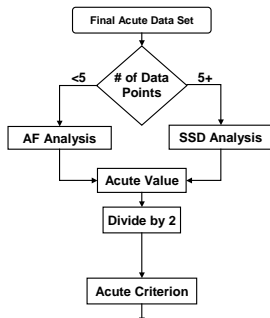 Final Acute Data Set
<5
# of Data
Points
5+
AF Analysis
SSD Analysis
Acute Value
Divide by 2
Acute Criterion